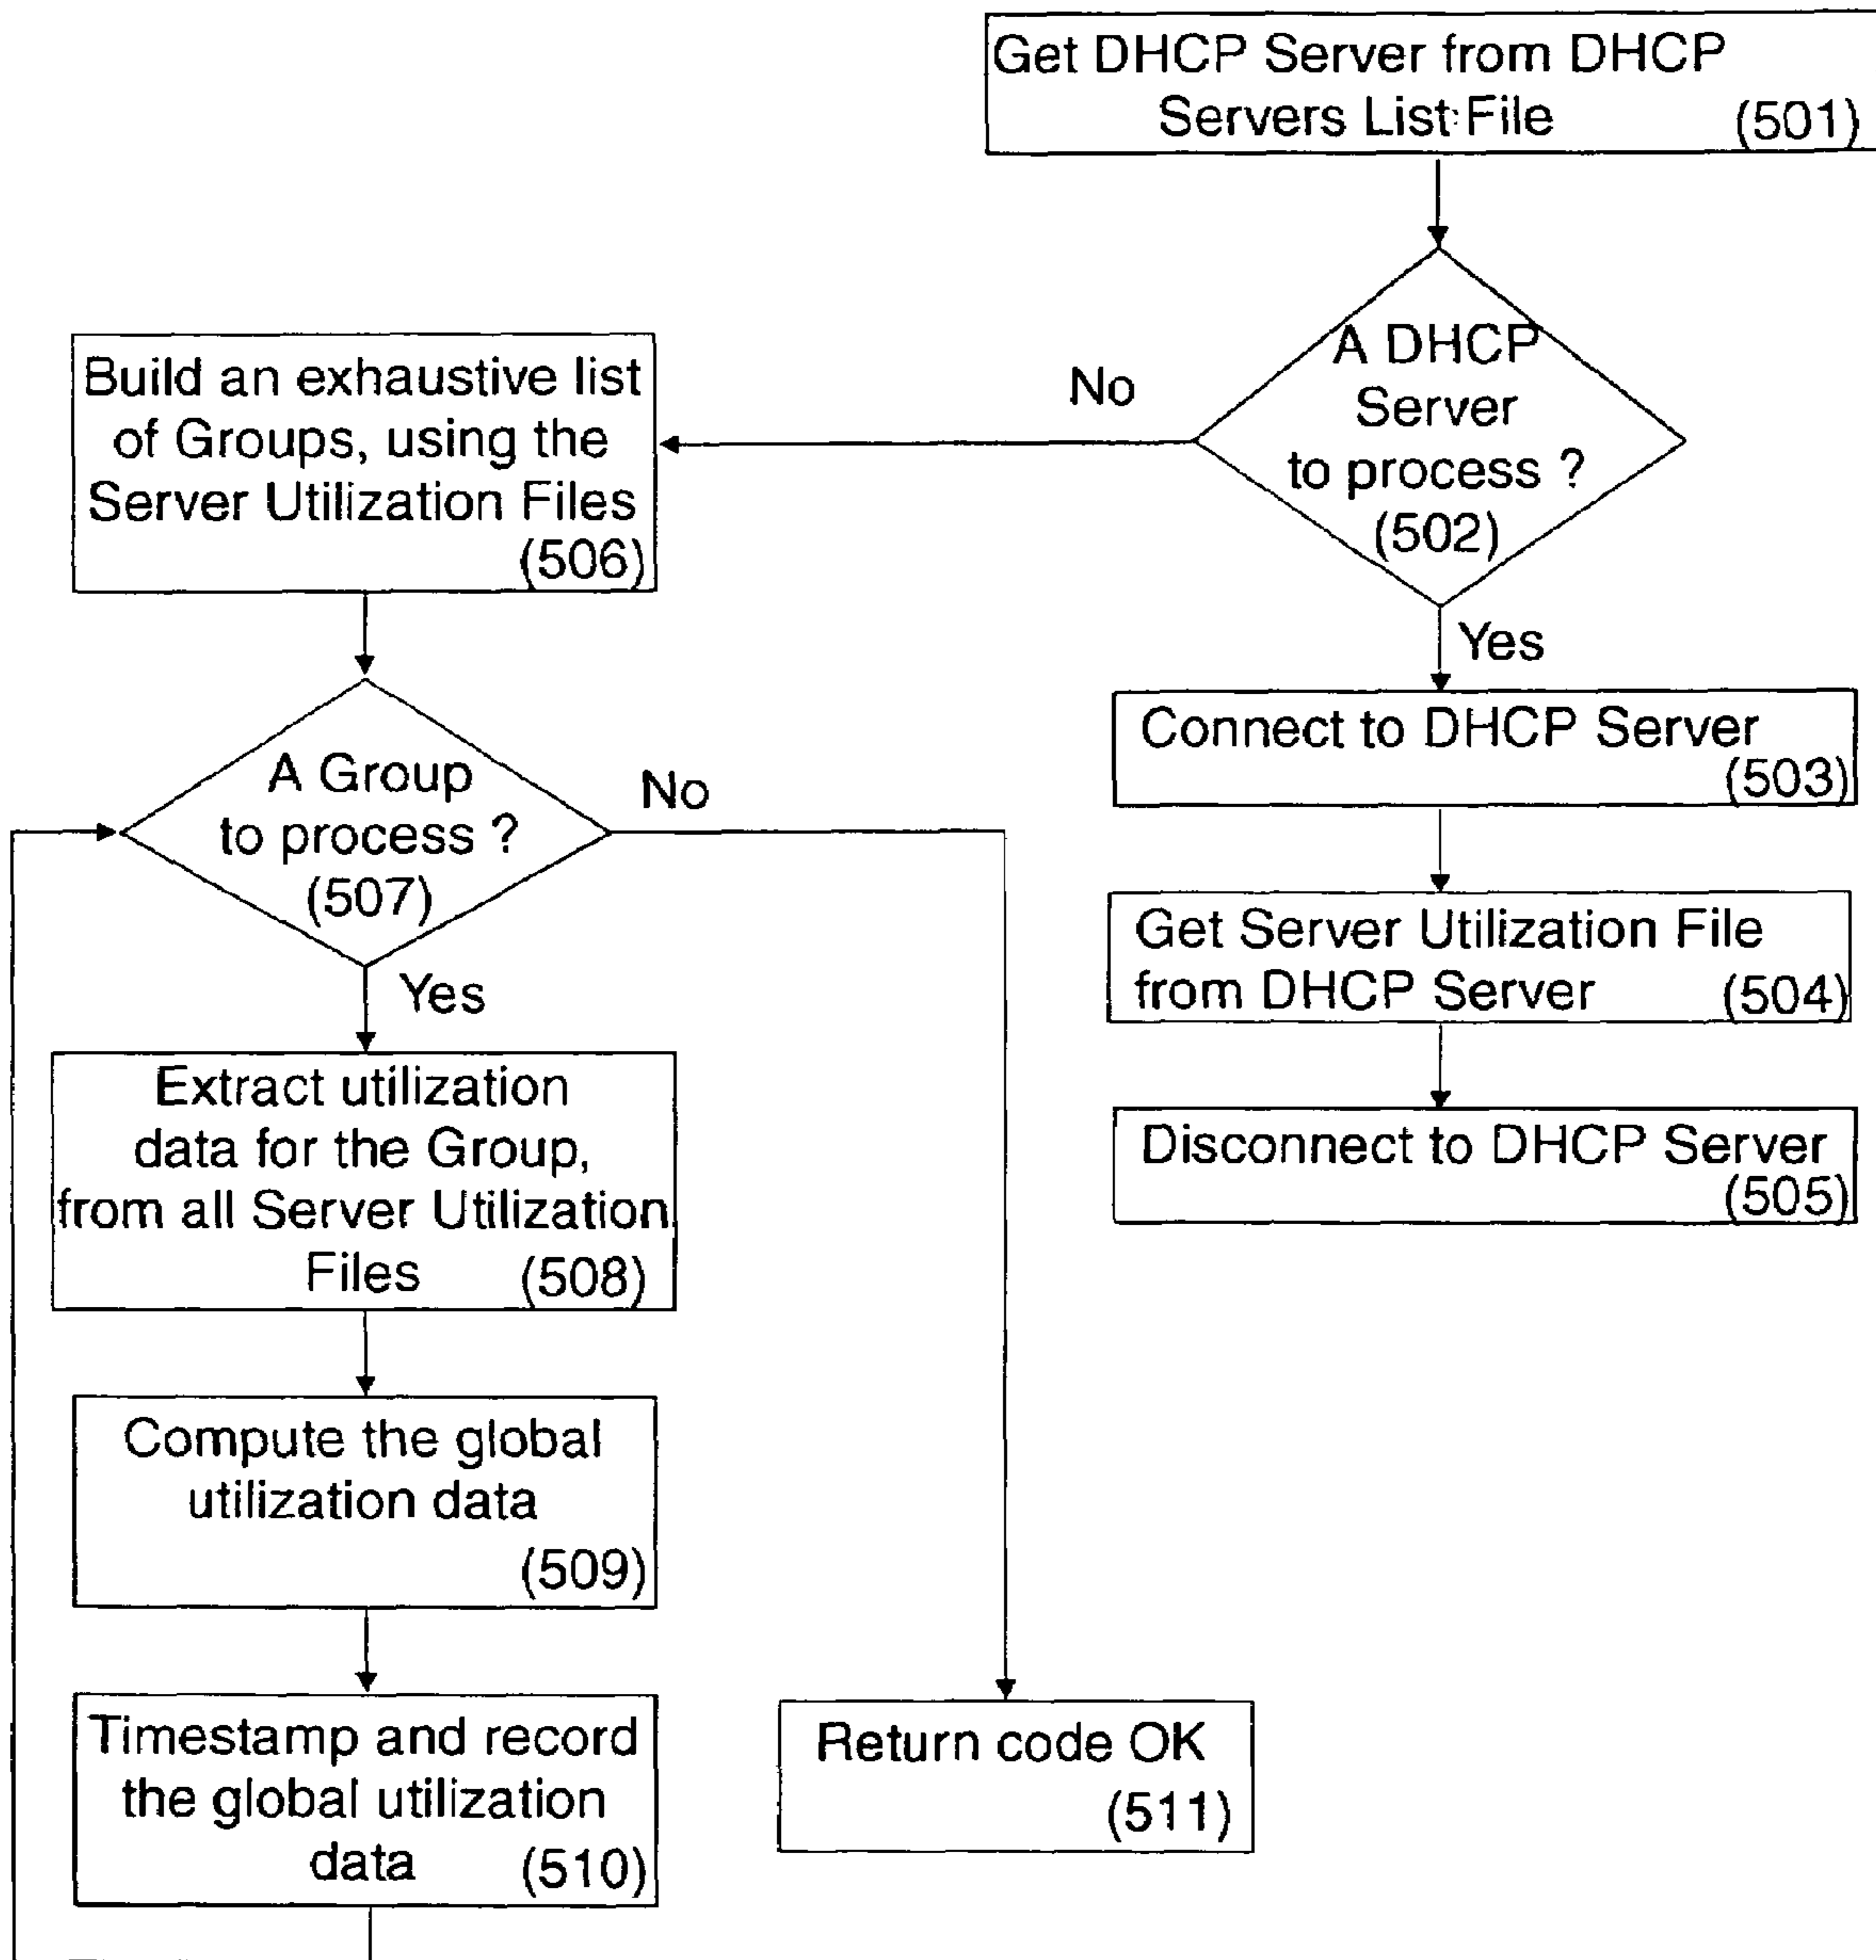 Get DHCP Server from DHCP
Servers List File (501)
A DHCP
Server
to process ?
(502)
No
Yes
Build an exhaustive list
of Groups, using the
Server Utilization Files
(506)
Connect to DHCP Server
(503)
A Group
to process ?
(507)
No
Yes
Get Server Utilization File
from DHCP Server (504)
Disconnect to DHCP Server
(505)
Extract utilization
data for the Group,
from all Server Utilization
Files (508)
Compute the global
utilization data
(509)
Timestamp and record
the global utilization
data (510)
Return code OK
(511)